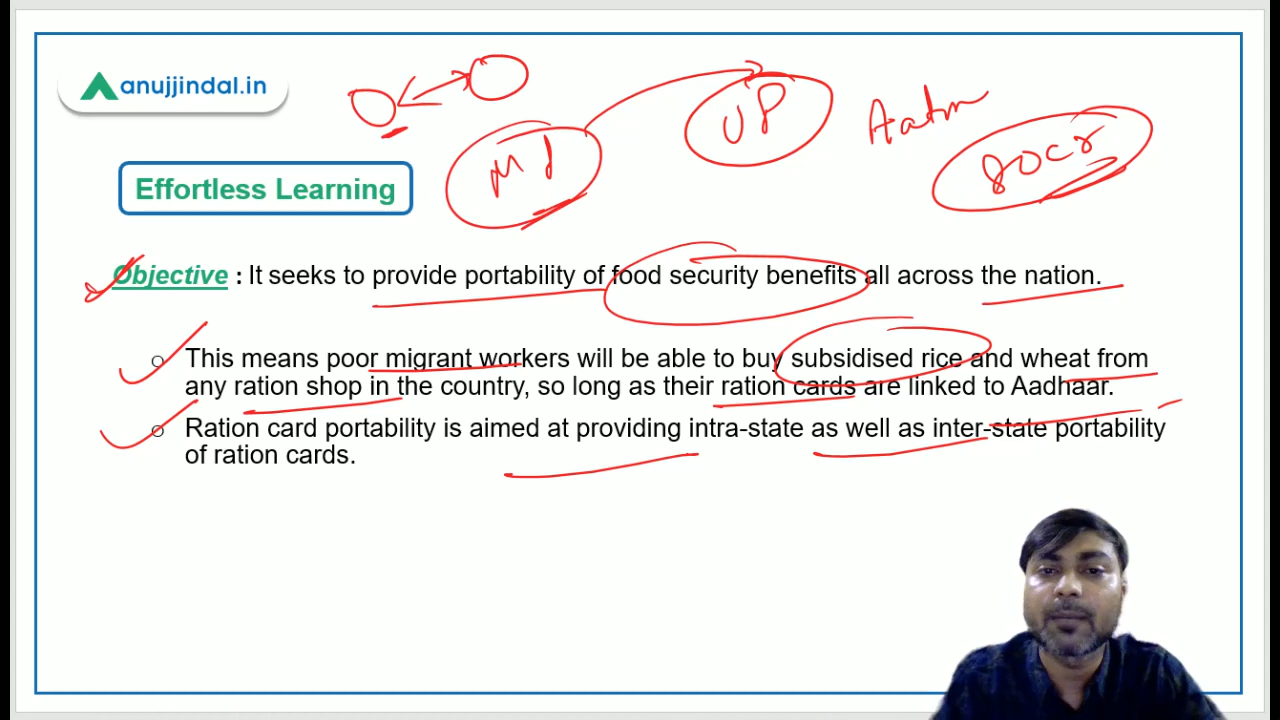 anujjindal.in
UP
Aatm
80cr
Effortless Learning
Objective : It seeks to provide portability of food security benefits all across the nation.
This means poor migrant workers will be able to buy subsidised rice and wheat from
any ration shop in the country, so long as their ration cards are linked to Aadhaar.
Ration card portability is aimed at providing intra-state as well as inter-state portability
of ration cards.